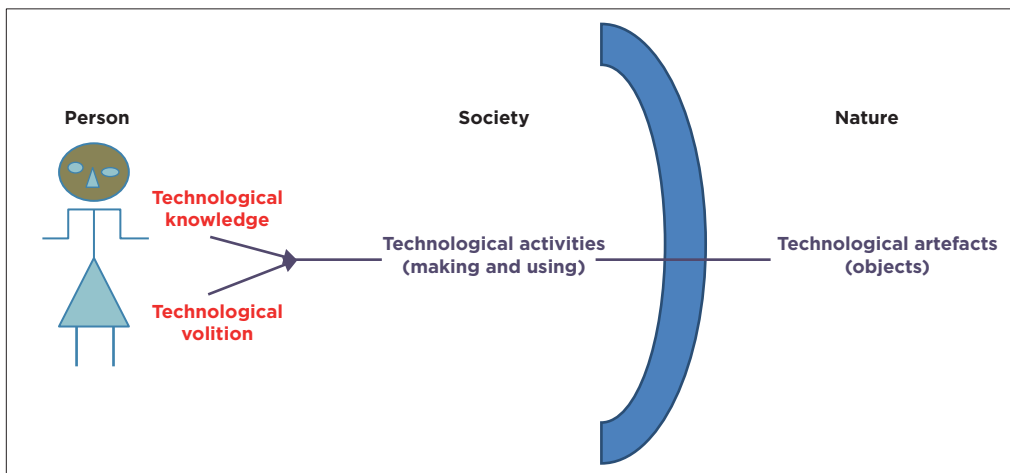 Person
Society
Nature
Technological
knowledge
Technological activities
(making and using)
Technological artefacts
(objects)
Technological
volition